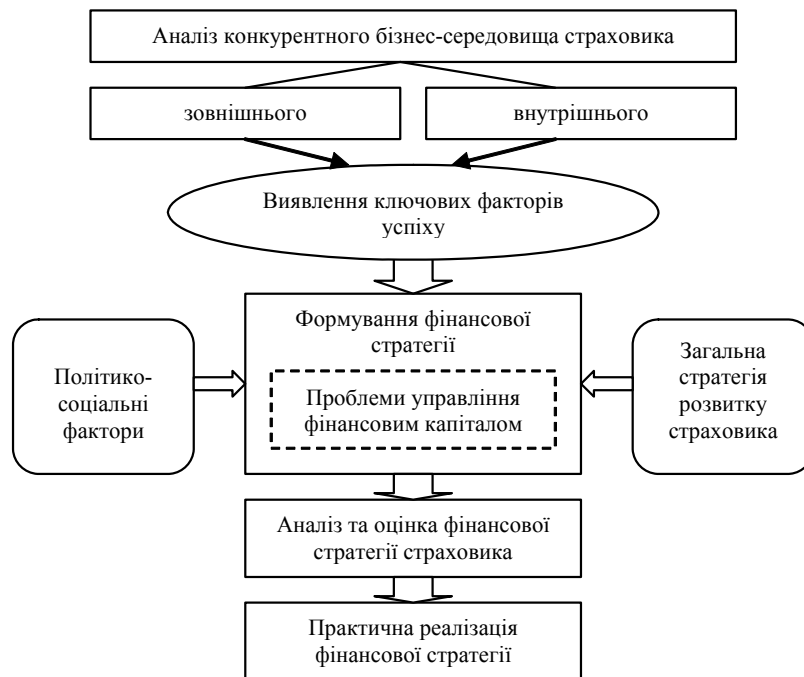 Аналіз конкурентного бізнес-середовища страховика
зовнішнього
внутрішнього
Виявлення ключових факторів
успіху
Формування фінансової
стратегії
Проблеми управління
фінансовим капіталом
Політико-
соціальні
фактори
Загальна
стратегія
розвитку
страховика
Аналіз та оцінка фінансової
стратегії страховика
Практична реалізація
фінансової стратегії